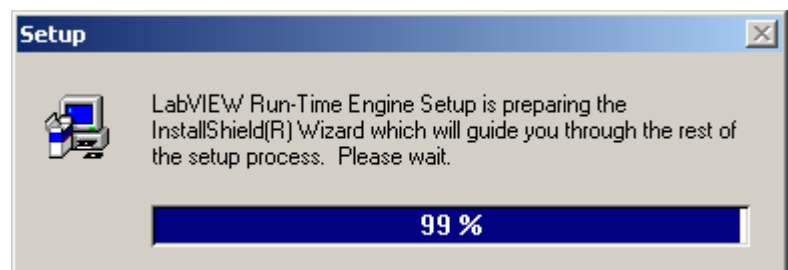 Setup
LabVIEW Run-Time Engine Setup is preparing the
InstallShield(R) Wizard which will guide you through the rest of
the setup process.  Please wait.
99 %